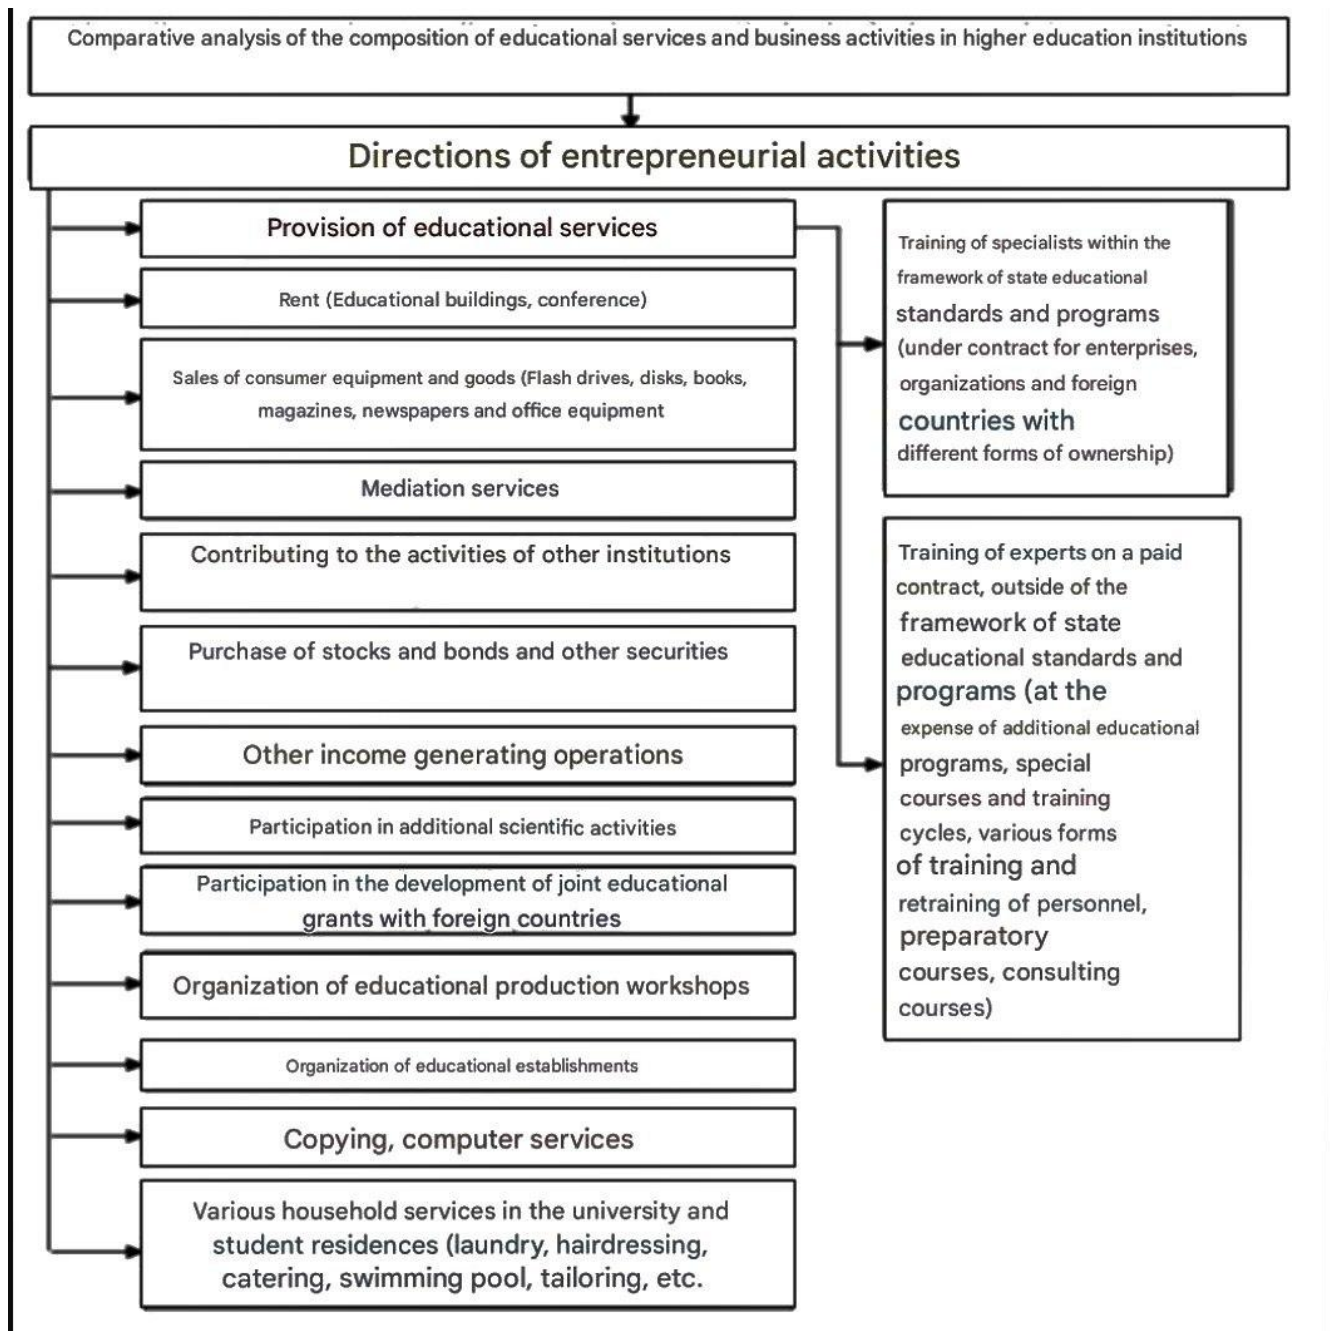 Comparative analysis of the composition of educational services and business activities in higher education institutions
Directions of entrepreneurial activities
Provision of educational services
Rent (Educational buildings, conference)
Sales of consumer equipment and goods (Flash drives, disks, books,
magazines, newspapers and office equipment
Mediation services
Contributing to the activities of other institutions
Purchase of stocks and bonds and other securities
Other income generating operations
Participation in additional scientific activities
Participation in the development of joint educational
grants with foreign countries
Organization of educational production workshops
Organization of educational establishments
Copying, computer services
Various household services in the university and
student residences (laundry, hairdressing,
catering, swimming pool, tailoring, etc.
Training of specialists within the
framework of state educational
standards and programs
(under contract for enterprises,
organizations and foreign
countries with
different forms of ownership)
Training of experts on a paid
contract, outside of the
framework of state
educational standards and
programs (at the
expense of additional educational
programs, special
courses and training
cycles, various forms
of training and
retraining of personnel,
preparatory
courses, consulting
courses)